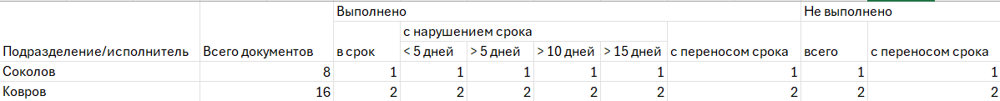 Выполнено Не выполнено
с нарушением срока
Подразделение/исполнитель Всего документов в срок < 5 дней > 5 дней > 10 дней > 15 дней с переносом срока всего с переносом срока
Соколов 8 1 1 1 1 1 1 1 1
Ковров 16 2 2 2 2 2 2 2 2